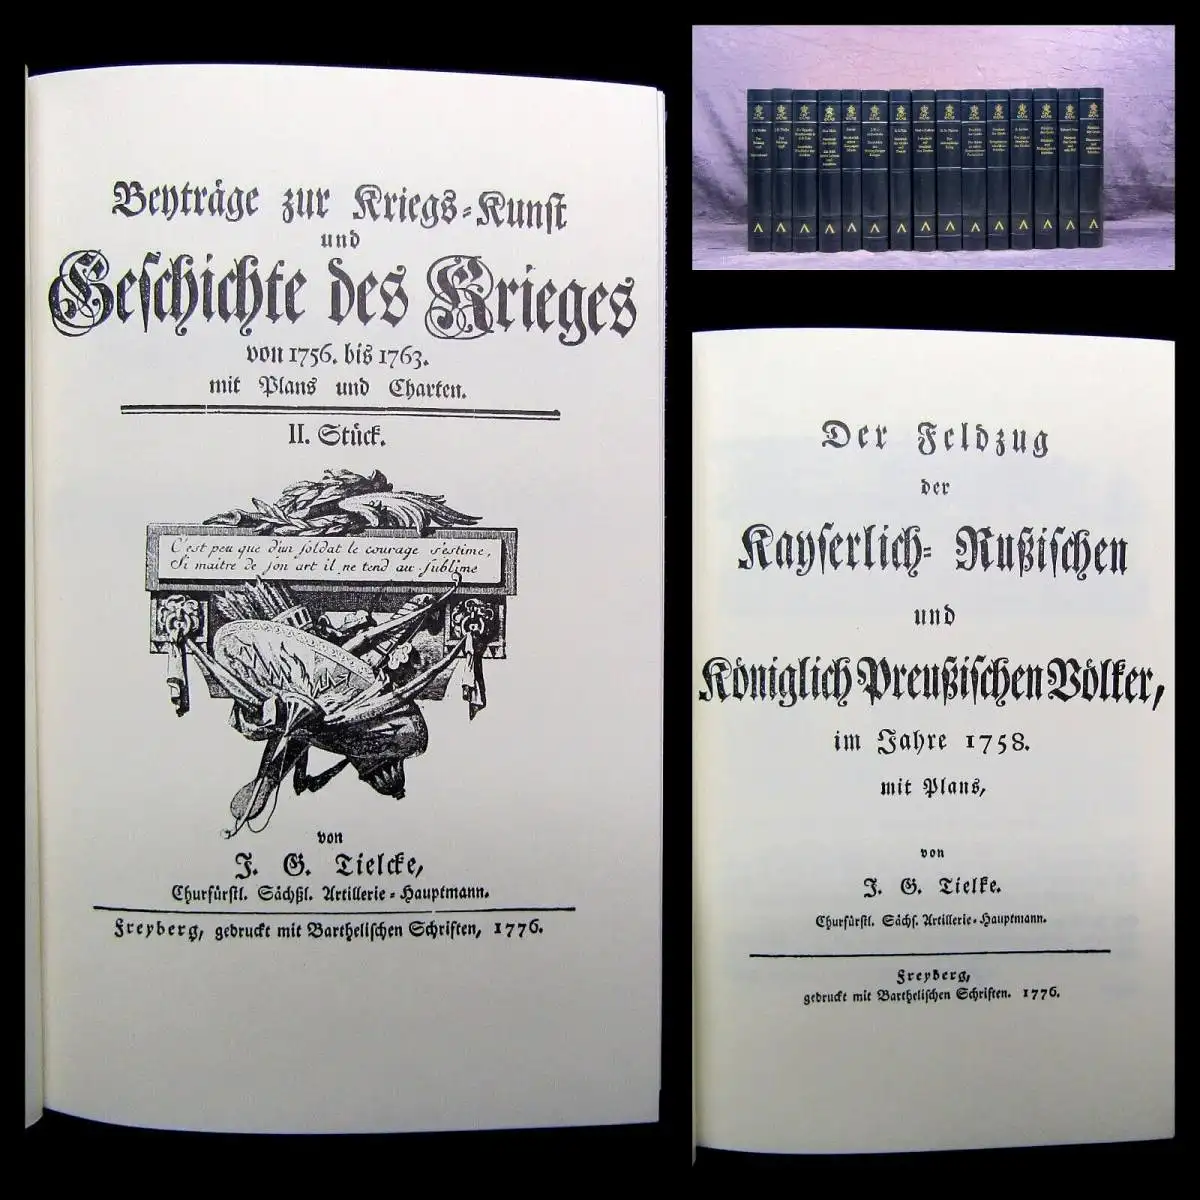 Beyträge zur Kriegs=Kunst
und
Geschichte des Krieges
von 1756. bis 1763.
mit Plans und Charten.
II. Stück.
C'est peu que d'un soldat le courage s'estime,
Si maitre de son art il ne tend au sublime
von
J. G. Tielcke,
Churfürstl. Sächßl. Artillerie=Hauptmann.
Freyberg, gedruckt mit Barthelischen Schriften, 1776.
Der Feldzug
der
Kayserlich= Rußischen
und
Königlich Preußischen Völker,
im Jahre 1758.
mit Plans,
von
J. G. Tielke.
Churfürstl. Sächs. Artillerie=Hauptmann.
Freyberg,
gedruckt mit Barthelischen Schriften. 1776.